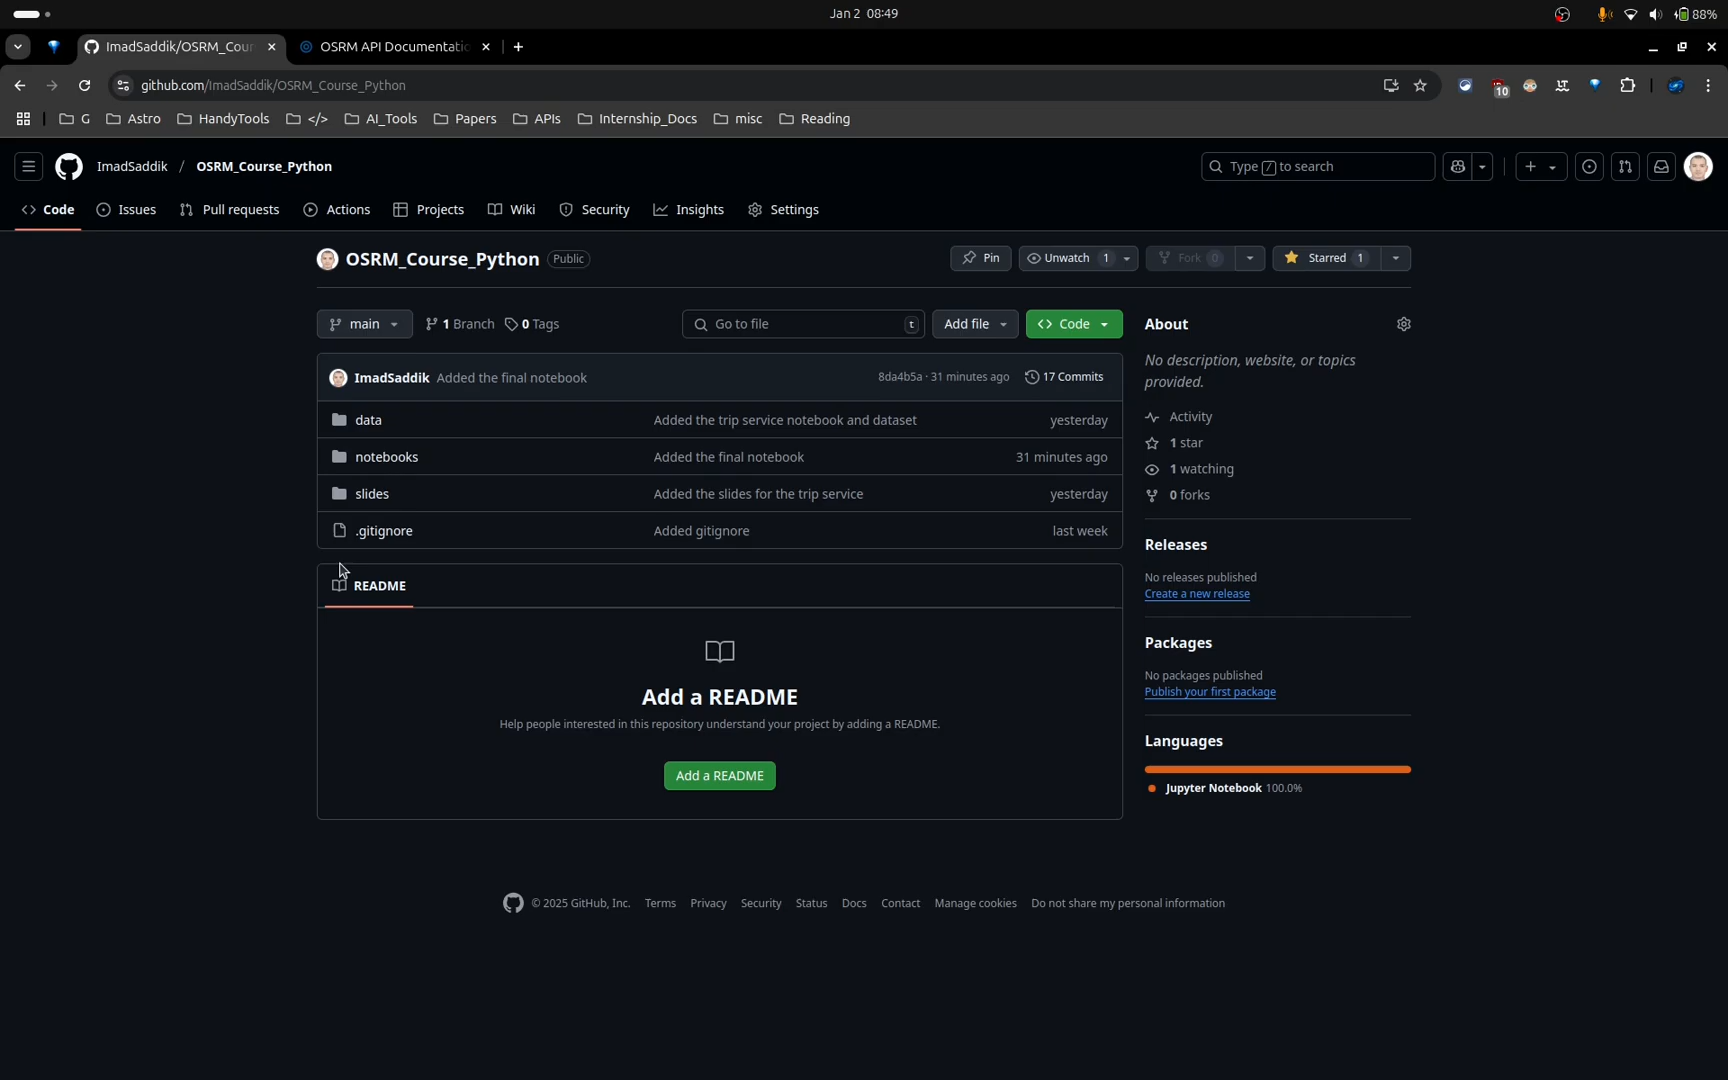 Jan 2 08:49
88%
ImadSaddik/OSRM_Cou
OSRM API Documentatio
github.com/ImadSaddik/OSRM_Course_Python
10
G
Astro
HandyTools
</>
AI_Tools
Papers
APIs
Internship_Docs
misc
Reading
ImadSaddik / OSRM_Course_Python
Type / to search
Code
Issues
Pull requests
Actions
Projects
Wiki
Security
Insights
Settings
OSRM_Course_Python Public
Pin
Unwatch 1
Fork 0
Starred 1
main
1 Branch
0 Tags
Go to file t
Add file
<> Code
About
No description, website, or topics
provided.
ImadSaddik Added the final notebook 8da4b5a · 31 minutes ago 17 Commits
data Added the trip service notebook and dataset yesterday
notebooks Added the final notebook 31 minutes ago
slides Added the slides for the trip service yesterday
.gitignore Added gitignore last week
Activity
1 star
1 watching
0 forks
Releases
No releases published
Create a new release
README
Add a README
Help people interested in this repository understand your project by adding a README.
Add a README
Packages
No packages published
Publish your first package
Languages
Jupyter Notebook 100.0%
© 2025 GitHub, Inc. Terms Privacy Security Status Docs Contact Manage cookies Do not share my personal information